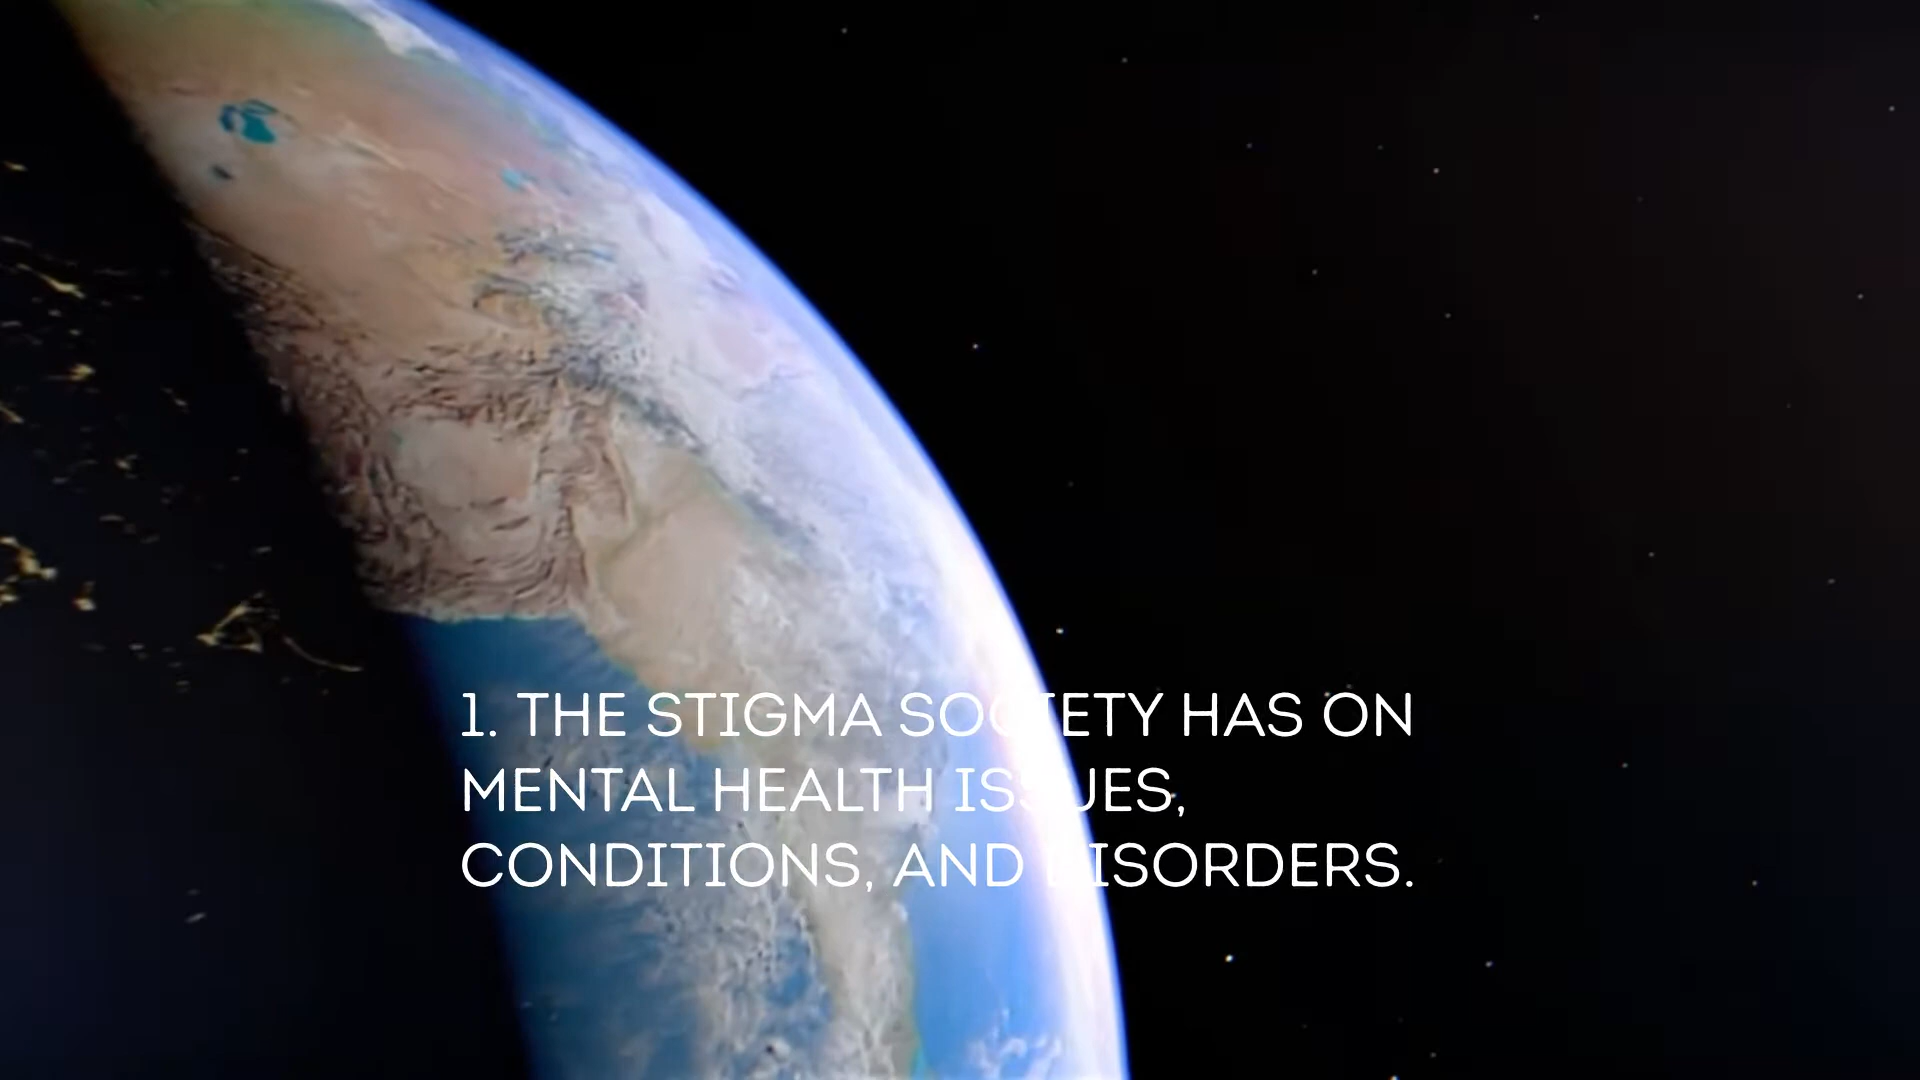 1. THE STIGMA SOCIETY HAS ON
MENTAL HEALTH ISSUES,
CONDITIONS, AND DISORDERS.